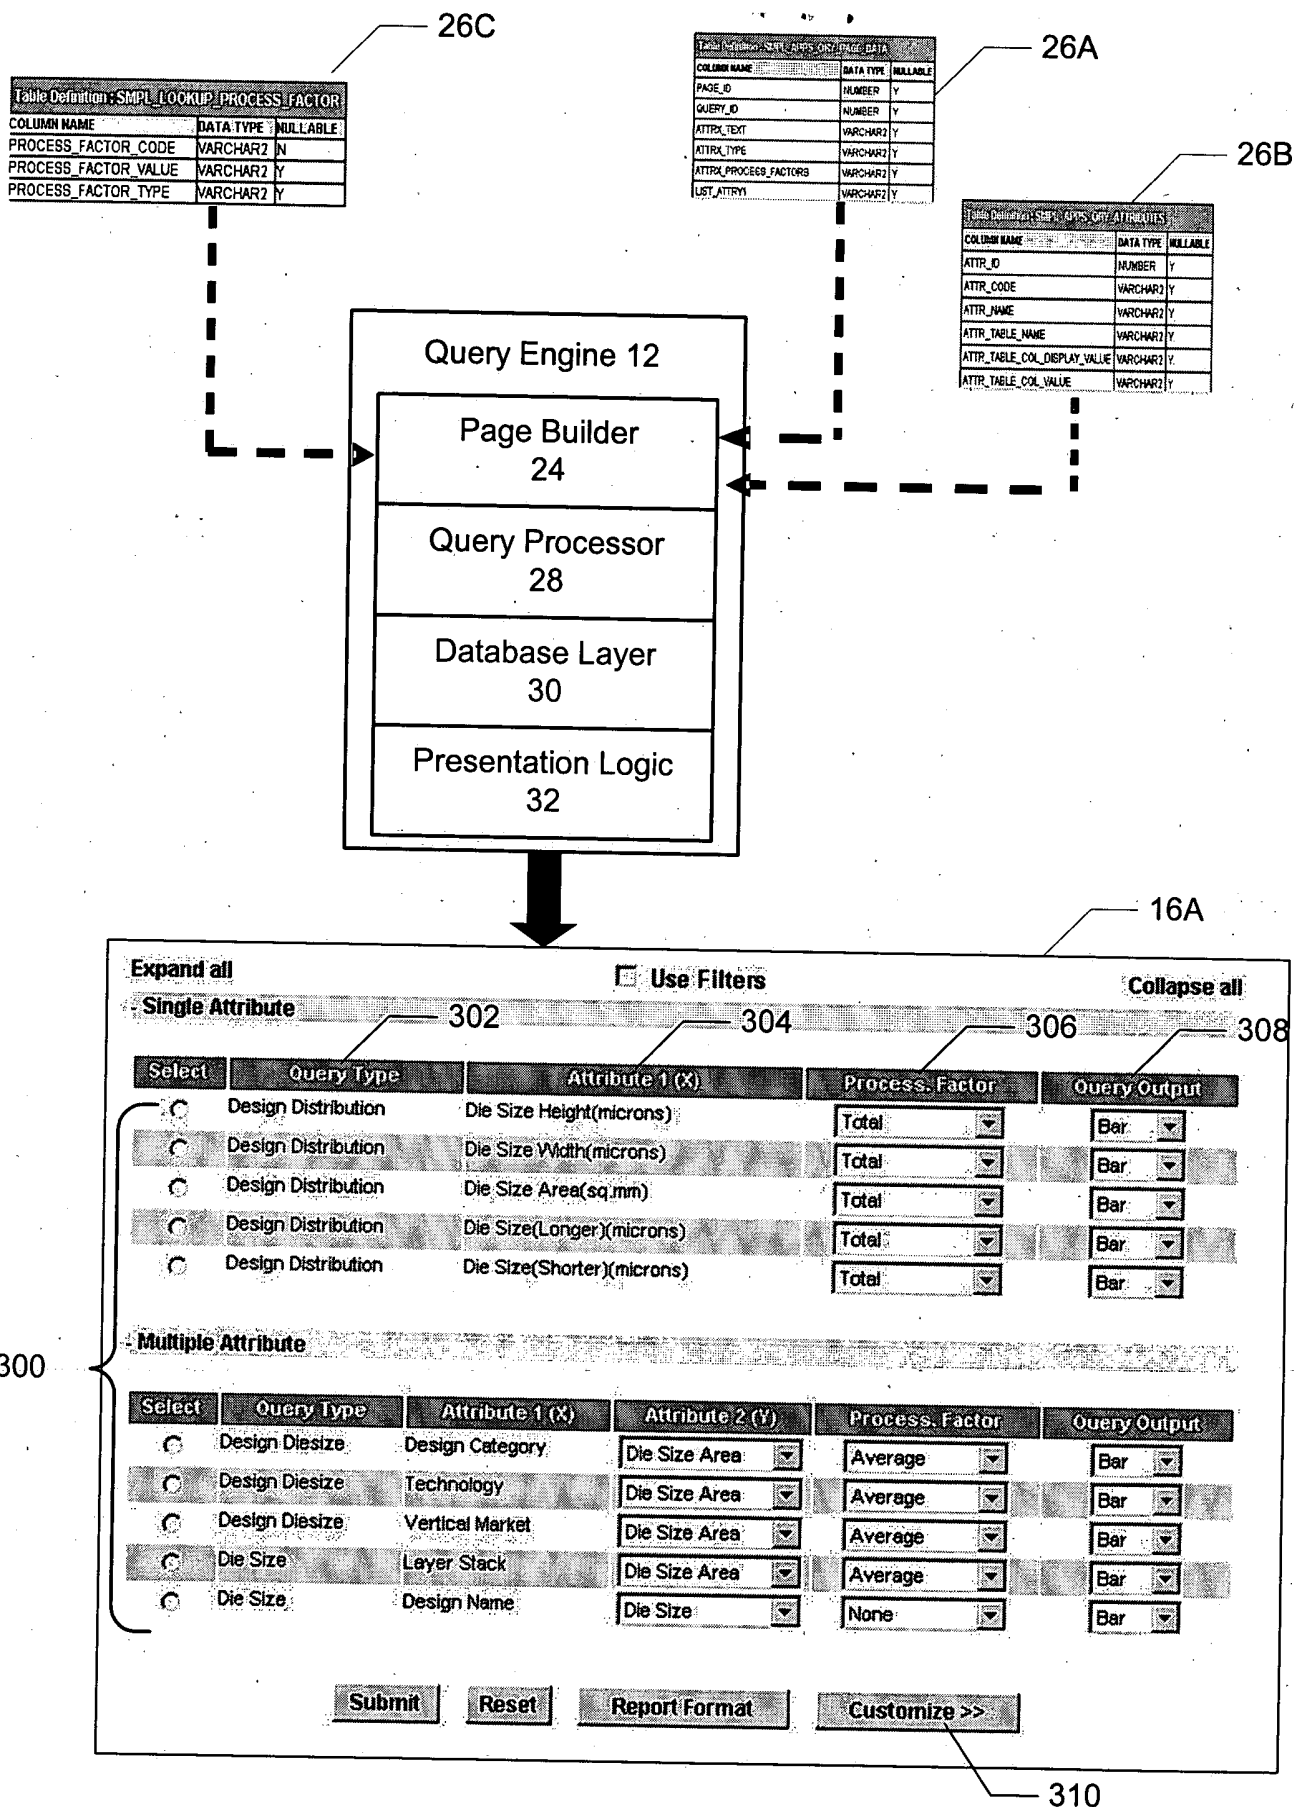 26C
Table Definition : SMPL_LOOKUP_PROCESS_FACTOR
COLUMN NAME DATA TYPE NULLABLE
PROCESS_FACTOR_CODE VARCHAR2 N
PROCESS_FACTOR_VALUE VARCHAR2 Y
PROCESS_FACTOR_TYPE VARCHAR2 Y
26A
Table Definition : SMPL_APPS_QRY_PAGE_DATA
COLUMN NAME DATA TYPE NULLABLE
PAGE_ID NUMBER Y
QUERY_ID NUMBER Y
ATTRX_TEXT VARCHAR2 Y
ATTRX_TYPE VARCHAR2 Y
ATTRX_PROCESS_FACTORS VARCHAR2 Y
LIST_ATTRY1 VARCHAR2 Y
26B
Table Definition : SMPL_APPS_QRY_ATTRIBUTES
COLUMN NAME DATA TYPE NULLABLE
ATTR_ID NUMBER Y
ATTR_CODE VARCHAR2 Y
ATTR_NAME VARCHAR2 Y
ATTR_TABLE_NAME VARCHAR2 Y
ATTR_TABLE_COL_DISPLAY_VALUE VARCHAR2 Y
ATTR_TABLE_COL_VALUE VARCHAR2 Y
Query Engine 12
Page Builder
24
Query Processor
28
Database Layer
30
Presentation Logic
32
16A
Expand all Use Filters Collapse all
- Single Attribute
302 304 306 308
Select Query Type Attribute 1 (X) Process. Factor Query Output
Design Distribution Die Size Height(microns) Total Bar
Design Distribution Die Size Width(microns) Total Bar
Design Distribution Die Size Area(sq.mm) Total Bar
Design Distribution Die Size(Longer)(microns) Total Bar
Design Distribution Die Size(Shorter)(microns) Total Bar
300
- Multiple Attribute
Select Query Type Attribute 1 (X) Attribute 2 (Y) Process. Factor Query Output
Design Diesize Design Category Die Size Area Average Bar
Design Diesize Technology Die Size Area Average Bar
Design Diesize Vertical Market Die Size Area Average Bar
Die Size Layer Stack Die Size Area Average Bar
Die Size Design Name Die Size None Bar
Submit Reset Report Format Customize >>
310